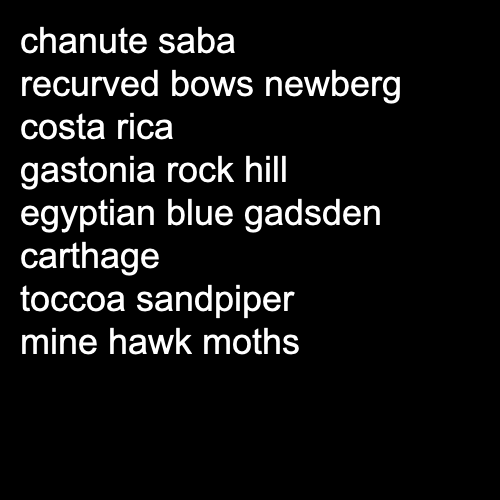 chanute saba
recurved bows newberg
costa rica
gastonia rock hill
egyptian blue gadsden
carthage
toccoa sandpiper
mine hawk moths